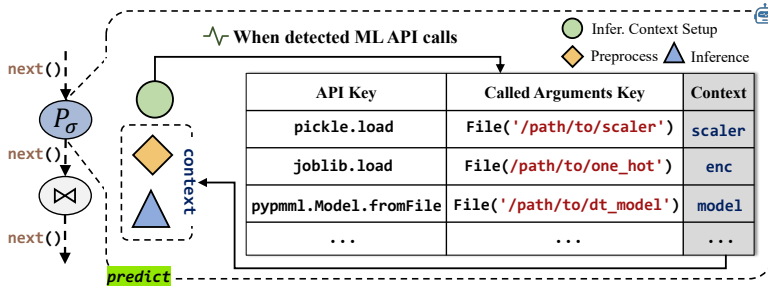 Infer. Context Setup
When detected ML API calls
Preprocess
Inference
next()
Pσ
next()
⋈
next()
context
API Key Called Arguments Key Context
pickle.load File('/path/to/scaler') scaler
joblib.load File(/path/to/one_hot') enc
pypmml.Model.fromFile File('/path/to/dt_model') model
... ... ...
predict